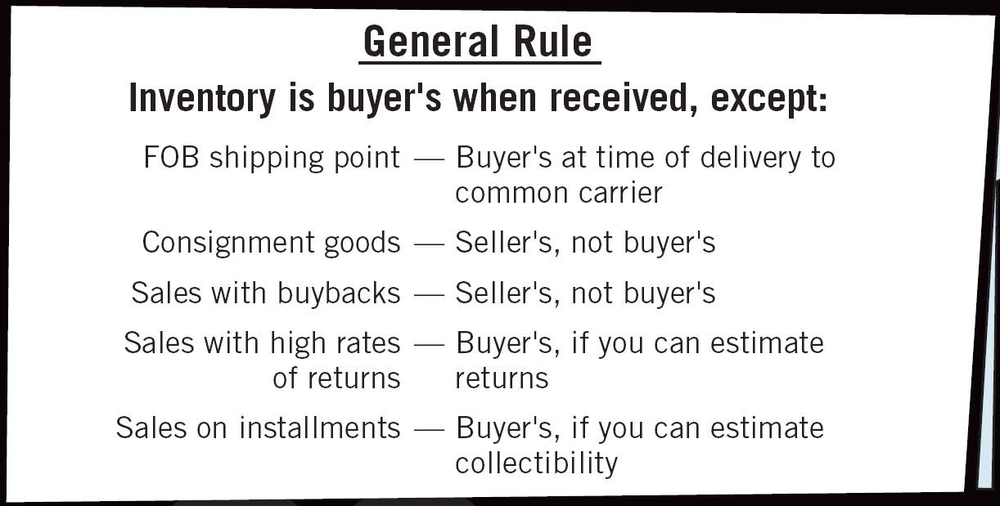 General Rule
Inventory is buyer's when received, except:
FOB shipping point — Buyer's at time of delivery to
common carrier
Consignment goods — Seller's, not buyer's
Sales with buybacks — Seller's, not buyer's
Sales with high rates — Buyer's, if you can estimate
of returns returns
Sales on installments — Buyer's, if you can estimate
collectibility